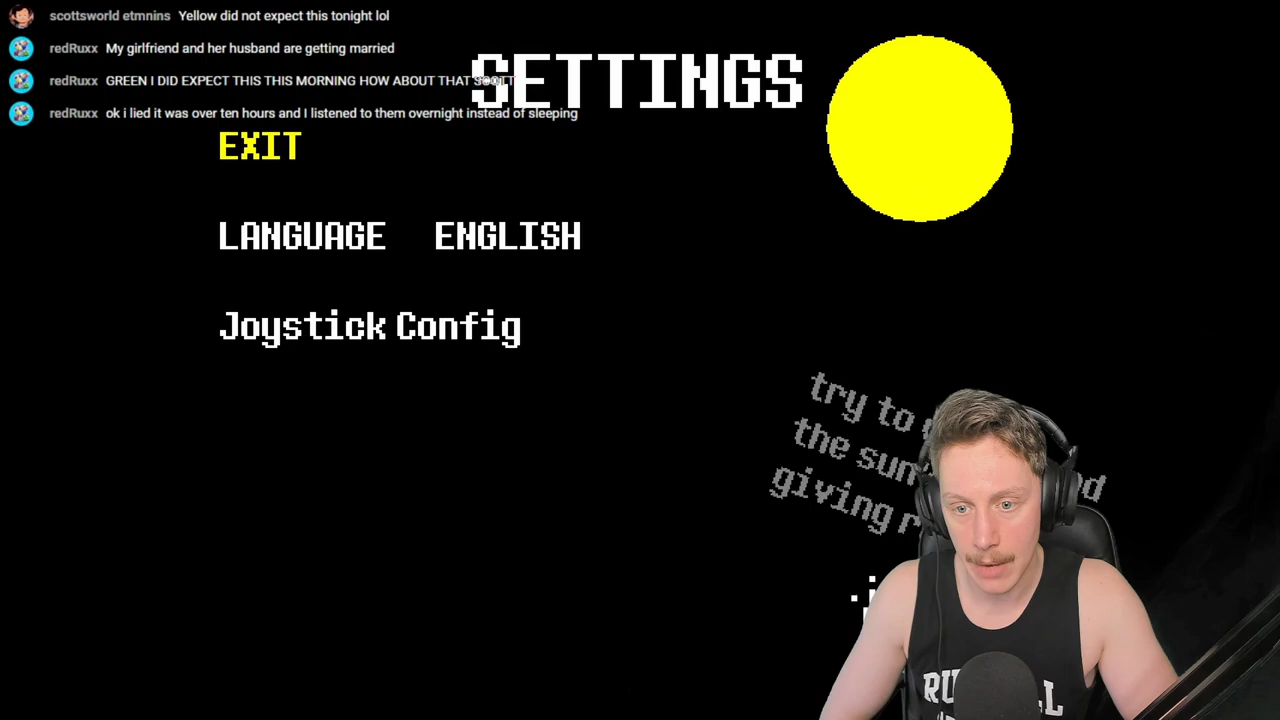 scottsworld etmnins Yellow did not expect this tonight lol
redRuxx My girlfriend and her husband are getting married
redRuxx GREEN I DID EXPECT THIS THIS MORNING HOW ABOUT THAT SCOTT
redRuxx ok i lied it was over ten hours and I listened to them overnight instead of sleeping
SETTINGS
EXIT
LANGUAGE ENGLISH
Joystick Config
try to
the sun
giving